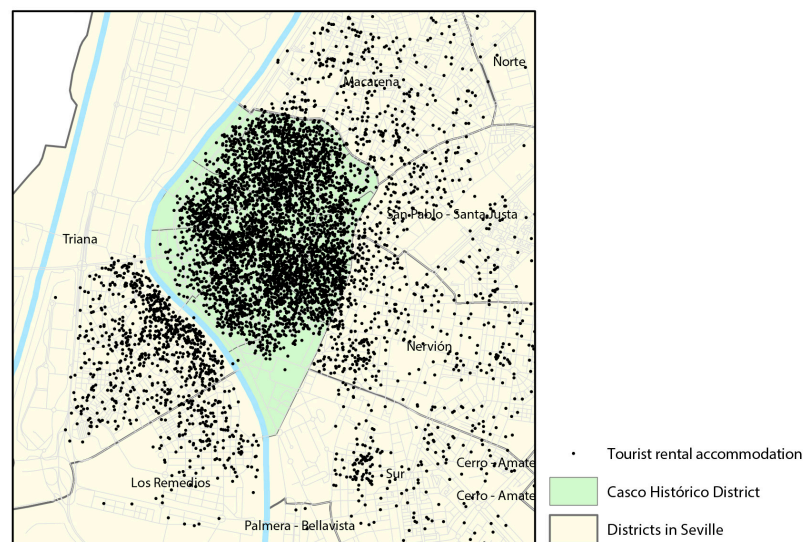 Norte
Macarena
San Pablo - Santa Justa
Triana
Nervión
Tourist rental accommodation
Cerro - Amate
Sur
Los Remedios
Casco Histórico District
Cerro - Amate
Palmera - Bellavista
Districts in Seville